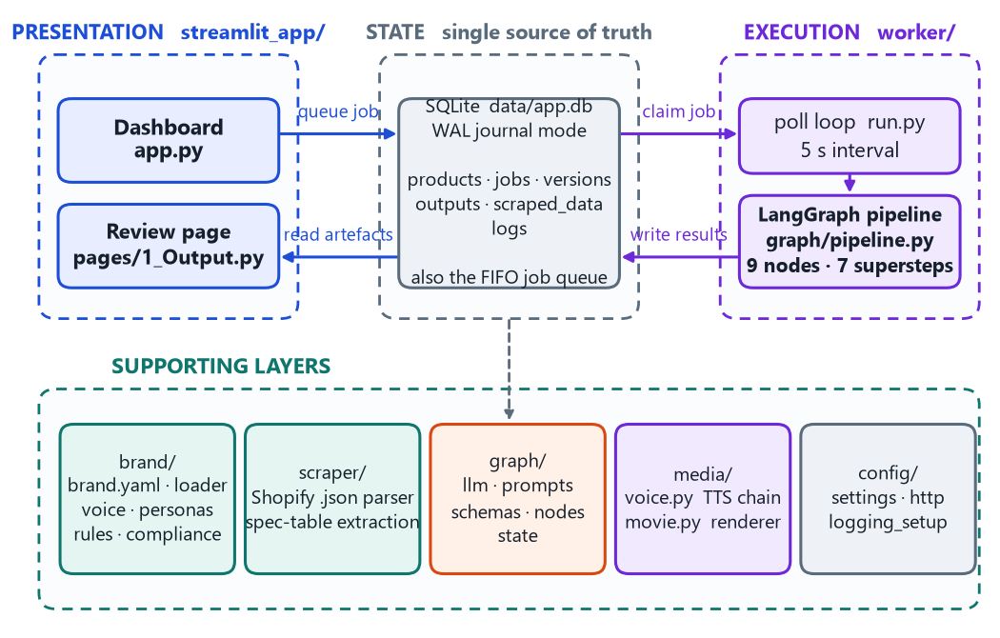 PRESENTATION streamlit_app/
STATE single source of truth
EXECUTION worker/
Dashboard
app.py
queue job
SQLite data/app.db
WAL journal mode
products · jobs · versions
outputs · scraped_data
logs
also the FIFO job queue
claim job
poll loop run.py
5 s interval
Review page
pages/1_Output.py
read artefacts
write results
LangGraph pipeline
graph/pipeline.py
9 nodes · 7 supersteps
SUPPORTING LAYERS
brand/
brand.yaml · loader
voice · personas
rules · compliance
scraper/
Shopify .json parser
spec-table extraction
graph/
llm · prompts
schemas · nodes
state
media/
voice.py TTS chain
movie.py renderer
config/
settings · http
logging_setup